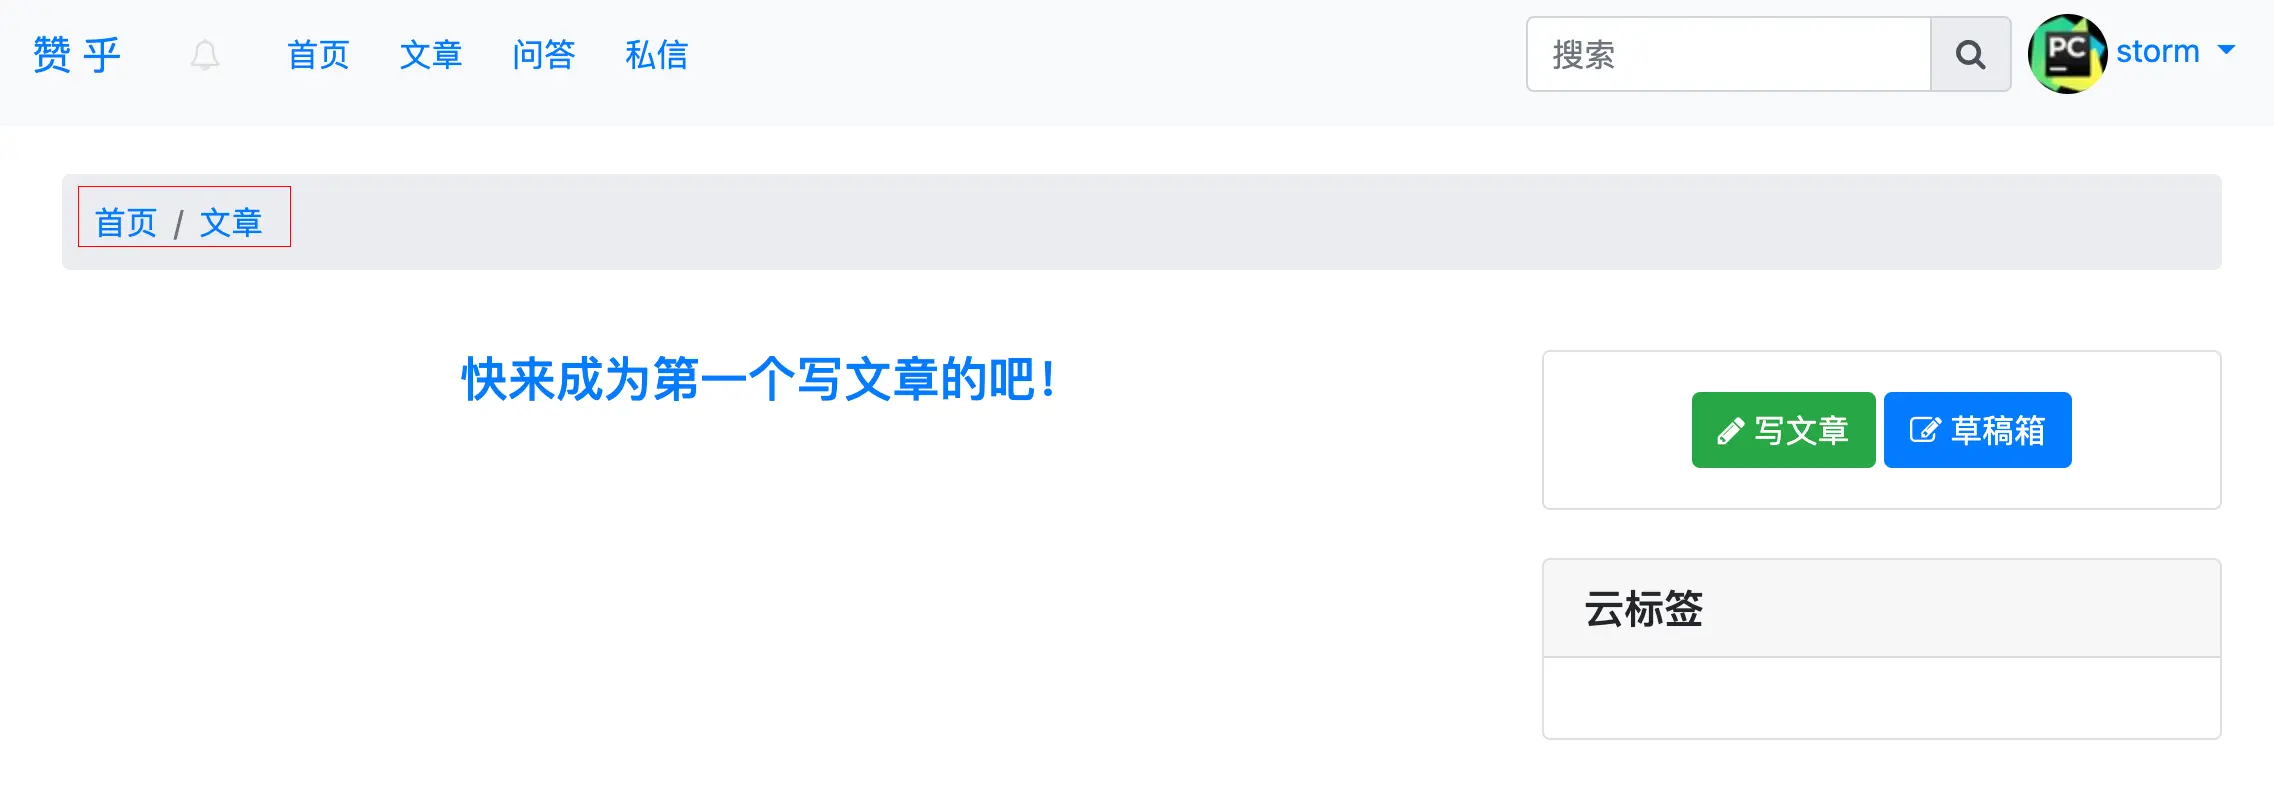 赞 乎 首页 文章 问答 私信 搜索 PC storm
首页 / 文章
快来成为第一个写文章的吧！
写文章 草稿箱
云标签